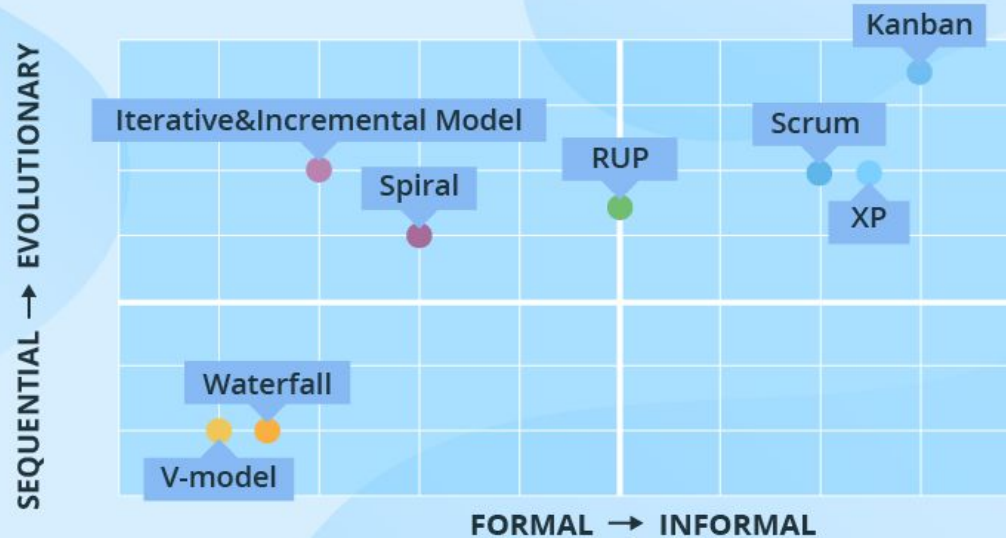 Kanban
Iterative&Incremental Model
Scrum
RUP
Spiral
XP
Waterfall
V-model
SEQUENTIAL → EVOLUTIONARY
FORMAL → INFORMAL